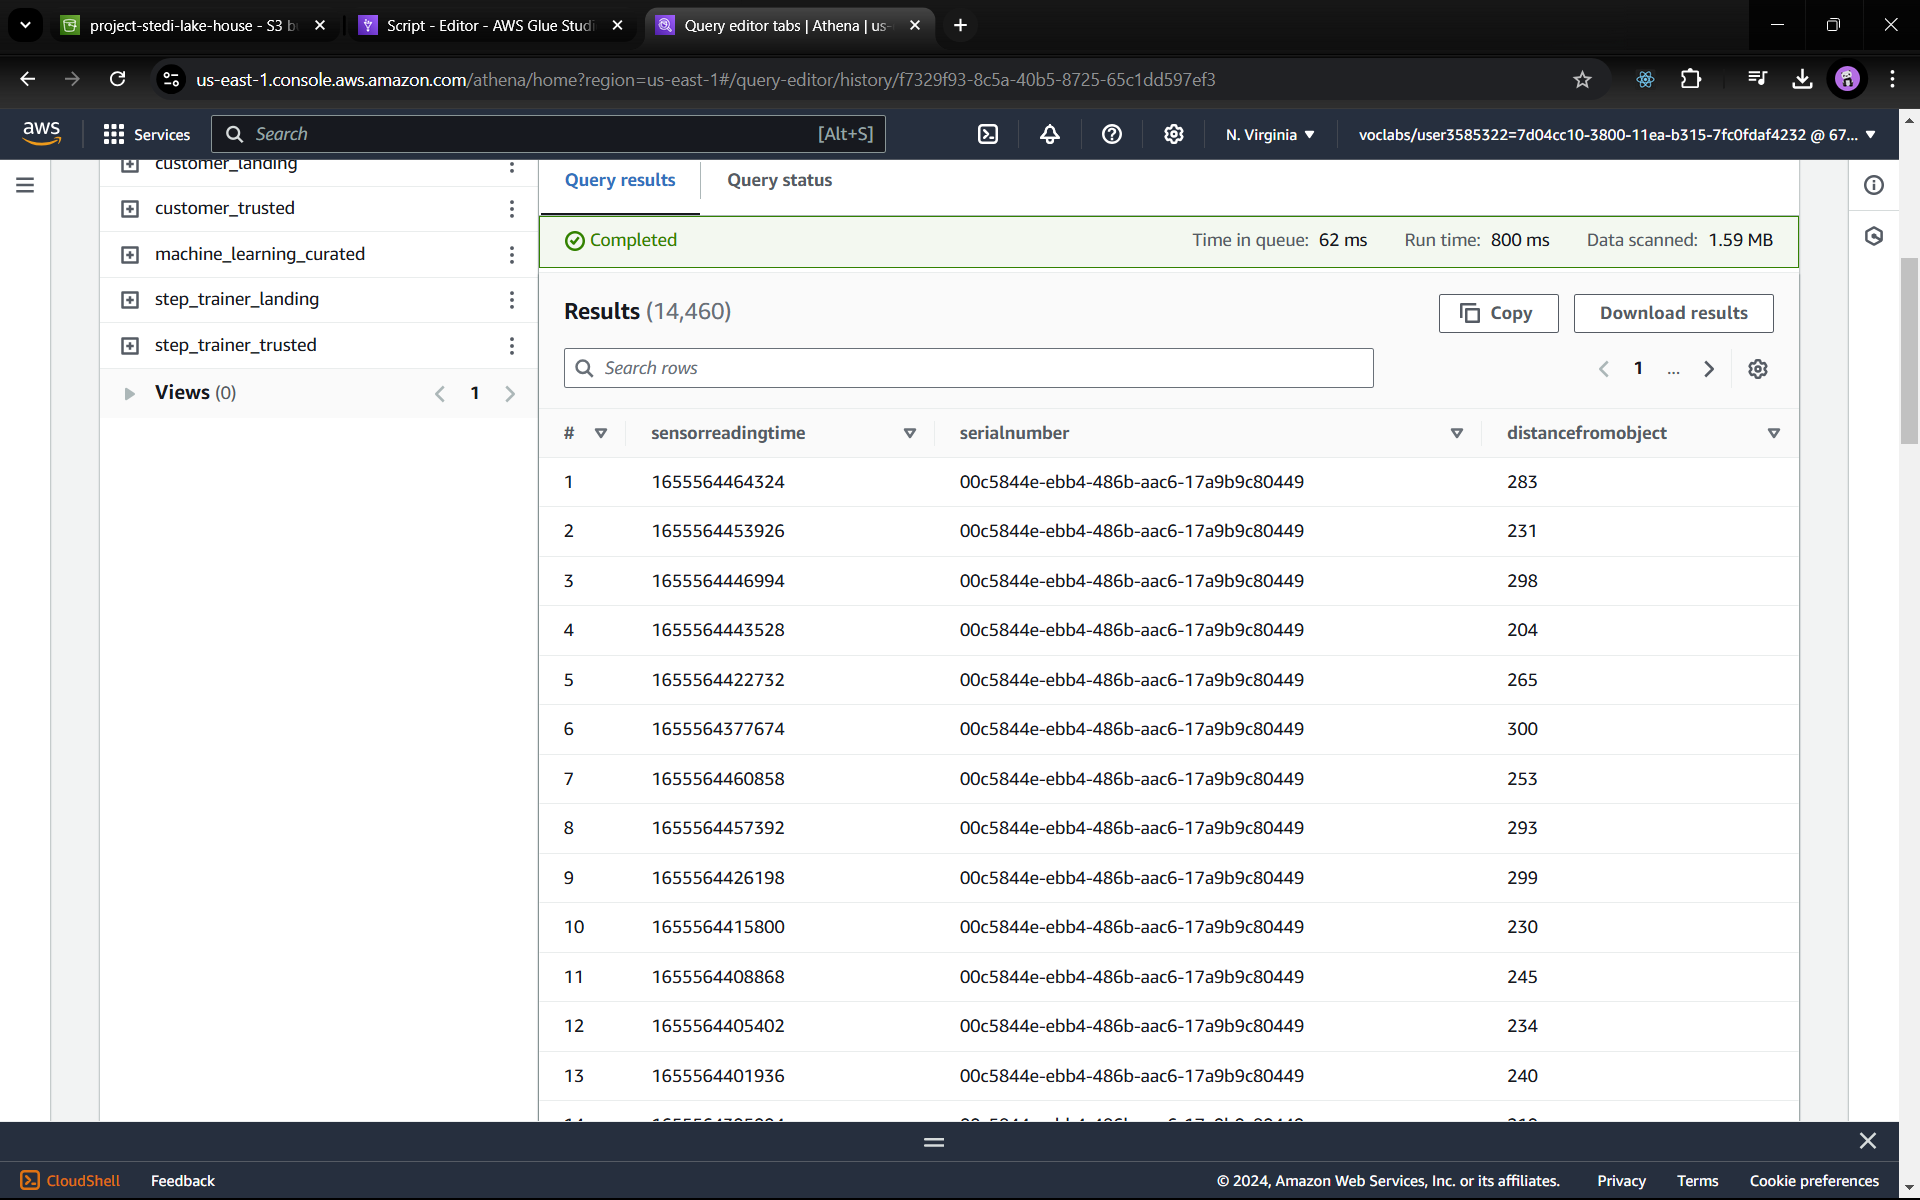 project-stedi-lake-house - S3 bu
Script - Editor - AWS Glue Studi
Query editor tabs | Athena | us-
us-east-1.console.aws.amazon.com/athena/home?region=us-east-1#/query-editor/history/f7329f93-8c5a-40b5-8725-65c1dd597ef3
aws
Services
Search
[Alt+S]
N. Virginia
voclabs/user3585322=7d04cc10-3800-11ea-b315-7fc0fdaf4232 @ 67...
customer_landing
customer_trusted
machine_learning_curated
step_trainer_landing
step_trainer_trusted
Views (0)
1
Query results
Query status
Completed
Time in queue: 62 ms
Run time: 800 ms
Data scanned: 1.59 MB
Results (14,460)
Copy
Download results
Search rows
1 ...
# sensorreadingtime serialnumber distancefromobject
1 1655564464324 00c5844e-ebb4-486b-aac6-17a9b9c80449 283
2 1655564453926 00c5844e-ebb4-486b-aac6-17a9b9c80449 231
3 1655564446994 00c5844e-ebb4-486b-aac6-17a9b9c80449 298
4 1655564443528 00c5844e-ebb4-486b-aac6-17a9b9c80449 204
5 1655564422732 00c5844e-ebb4-486b-aac6-17a9b9c80449 265
6 1655564377674 00c5844e-ebb4-486b-aac6-17a9b9c80449 300
7 1655564460858 00c5844e-ebb4-486b-aac6-17a9b9c80449 253
8 1655564457392 00c5844e-ebb4-486b-aac6-17a9b9c80449 293
9 1655564426198 00c5844e-ebb4-486b-aac6-17a9b9c80449 299
10 1655564415800 00c5844e-ebb4-486b-aac6-17a9b9c80449 230
11 1655564408868 00c5844e-ebb4-486b-aac6-17a9b9c80449 245
12 1655564405402 00c5844e-ebb4-486b-aac6-17a9b9c80449 234
13 1655564401936 00c5844e-ebb4-486b-aac6-17a9b9c80449 240
CloudShell
Feedback
© 2024, Amazon Web Services, Inc. or its affiliates.
Privacy
Terms
Cookie preferences